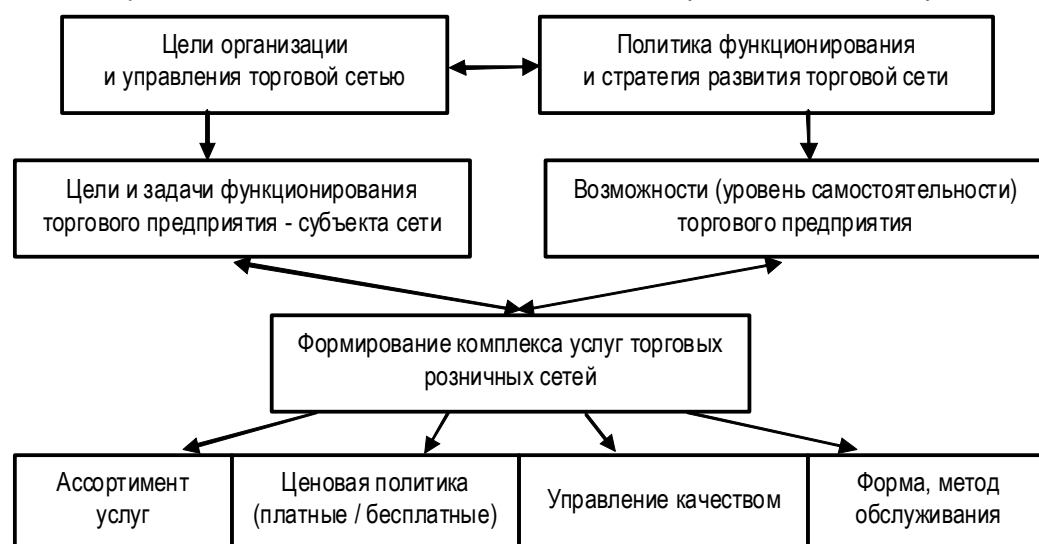 Цели организации
и управления торговой сетью
Политика функционирования
и стратегия развития торговой сети
Цели и задачи функционирования
торгового предприятия - субъекта сети
Возможности (уровень самостоятельности)
торгового предприятия
Формирование комплекса услуг торговых
розничных сетей
Ассортимент
услуг
Ценовая политика
(платные / бесплатные)
Управление качеством
Форма, метод
обслуживания